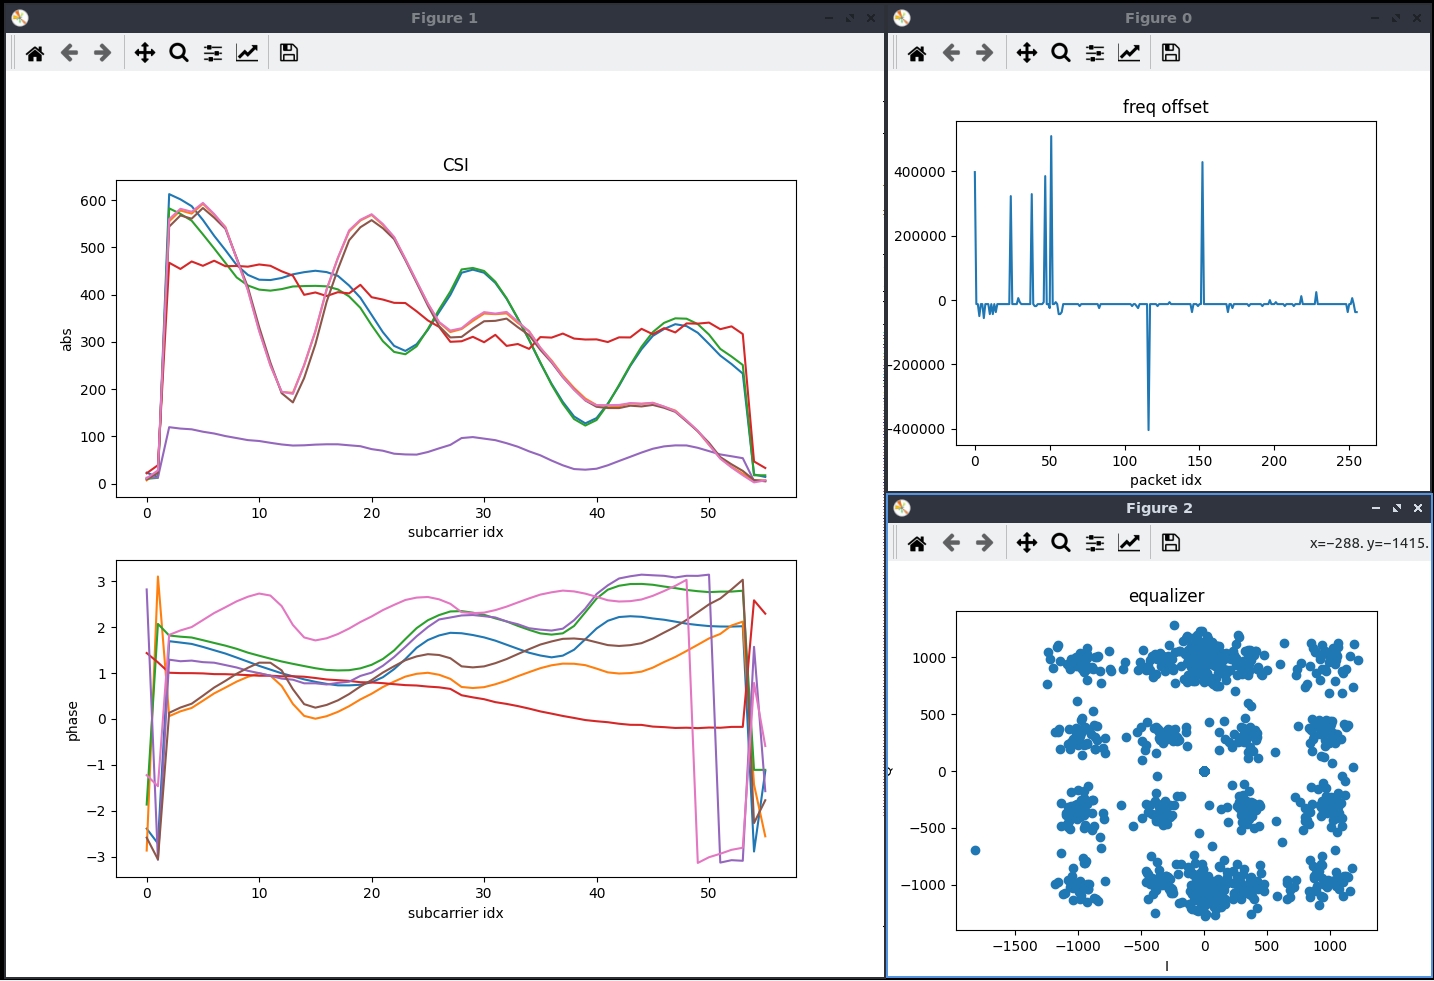 Figure 1
CSI
600
500
400
300
200
100
0
abs
0 10 20 30 40 50
subcarrier idx
3
2
1
0
−1
−2
−3
phase
0 10 20 30 40 50
subcarrier idx
Figure 0
freq offset
400000
200000
0
−200000
−400000
0 50 100 150 200 250
packet idx
Figure 2
x=−288. y=−1415.
equalizer
1000
500
0
−500
−1000
−1500 −1000 −500 0 500 1000
I